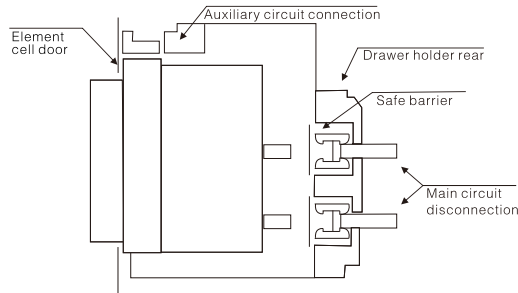 Auxiliary circuit connection
Element
cell door
Drawer holder rear
Safe barrier
Main circuit
disconnection